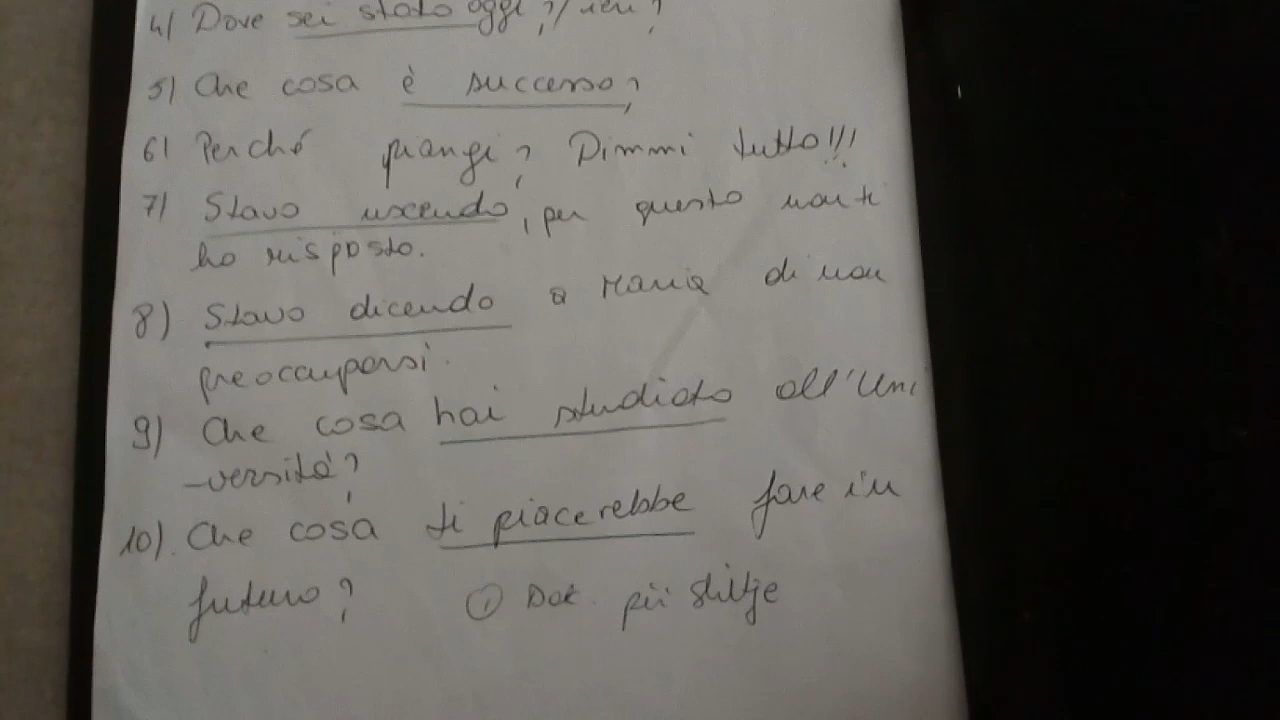 4) Dove sei stato oggi?/ieri?
5) Che cosa è successo?
6) Perché piangi? Dimmi tutto!!!
7) Stavo uscendo, per questo non ti
ho risposto.
8) Stavo dicendo a Maria di non
preoccuparsi.
9) Che cosa hai studiato all'Uni
-versità?
10). Che cosa ti piacerebbe fare in
futuro? ①